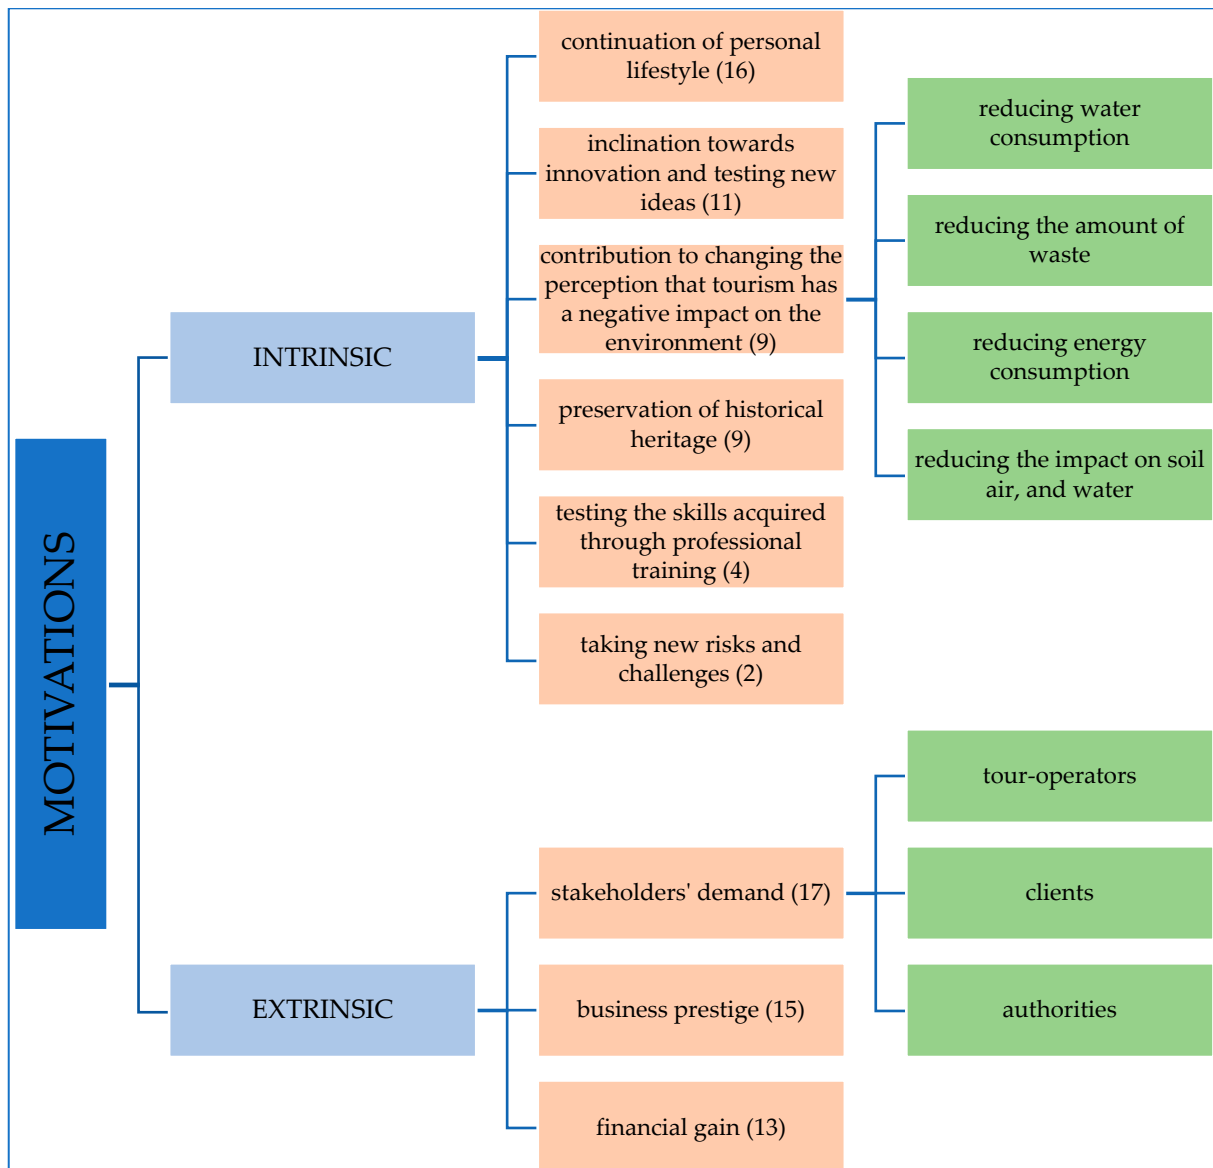 MOTIVATIONS
INTRINSIC
continuation of personal
lifestyle (16)
inclination towards
innovation and testing new
ideas (11)
contribution to changing the
perception that tourism has
a negative impact on the
environment (9)
reducing water
consumption
reducing the amount of
waste
reducing energy
consumption
reducing the impact on soil
air, and water
preservation of historical
heritage (9)
testing the skills acquired
through professional
training (4)
taking new risks and
challenges (2)
EXTRINSIC
stakeholders' demand (17)
tour-operators
clients
authorities
business prestige (15)
financial gain (13)